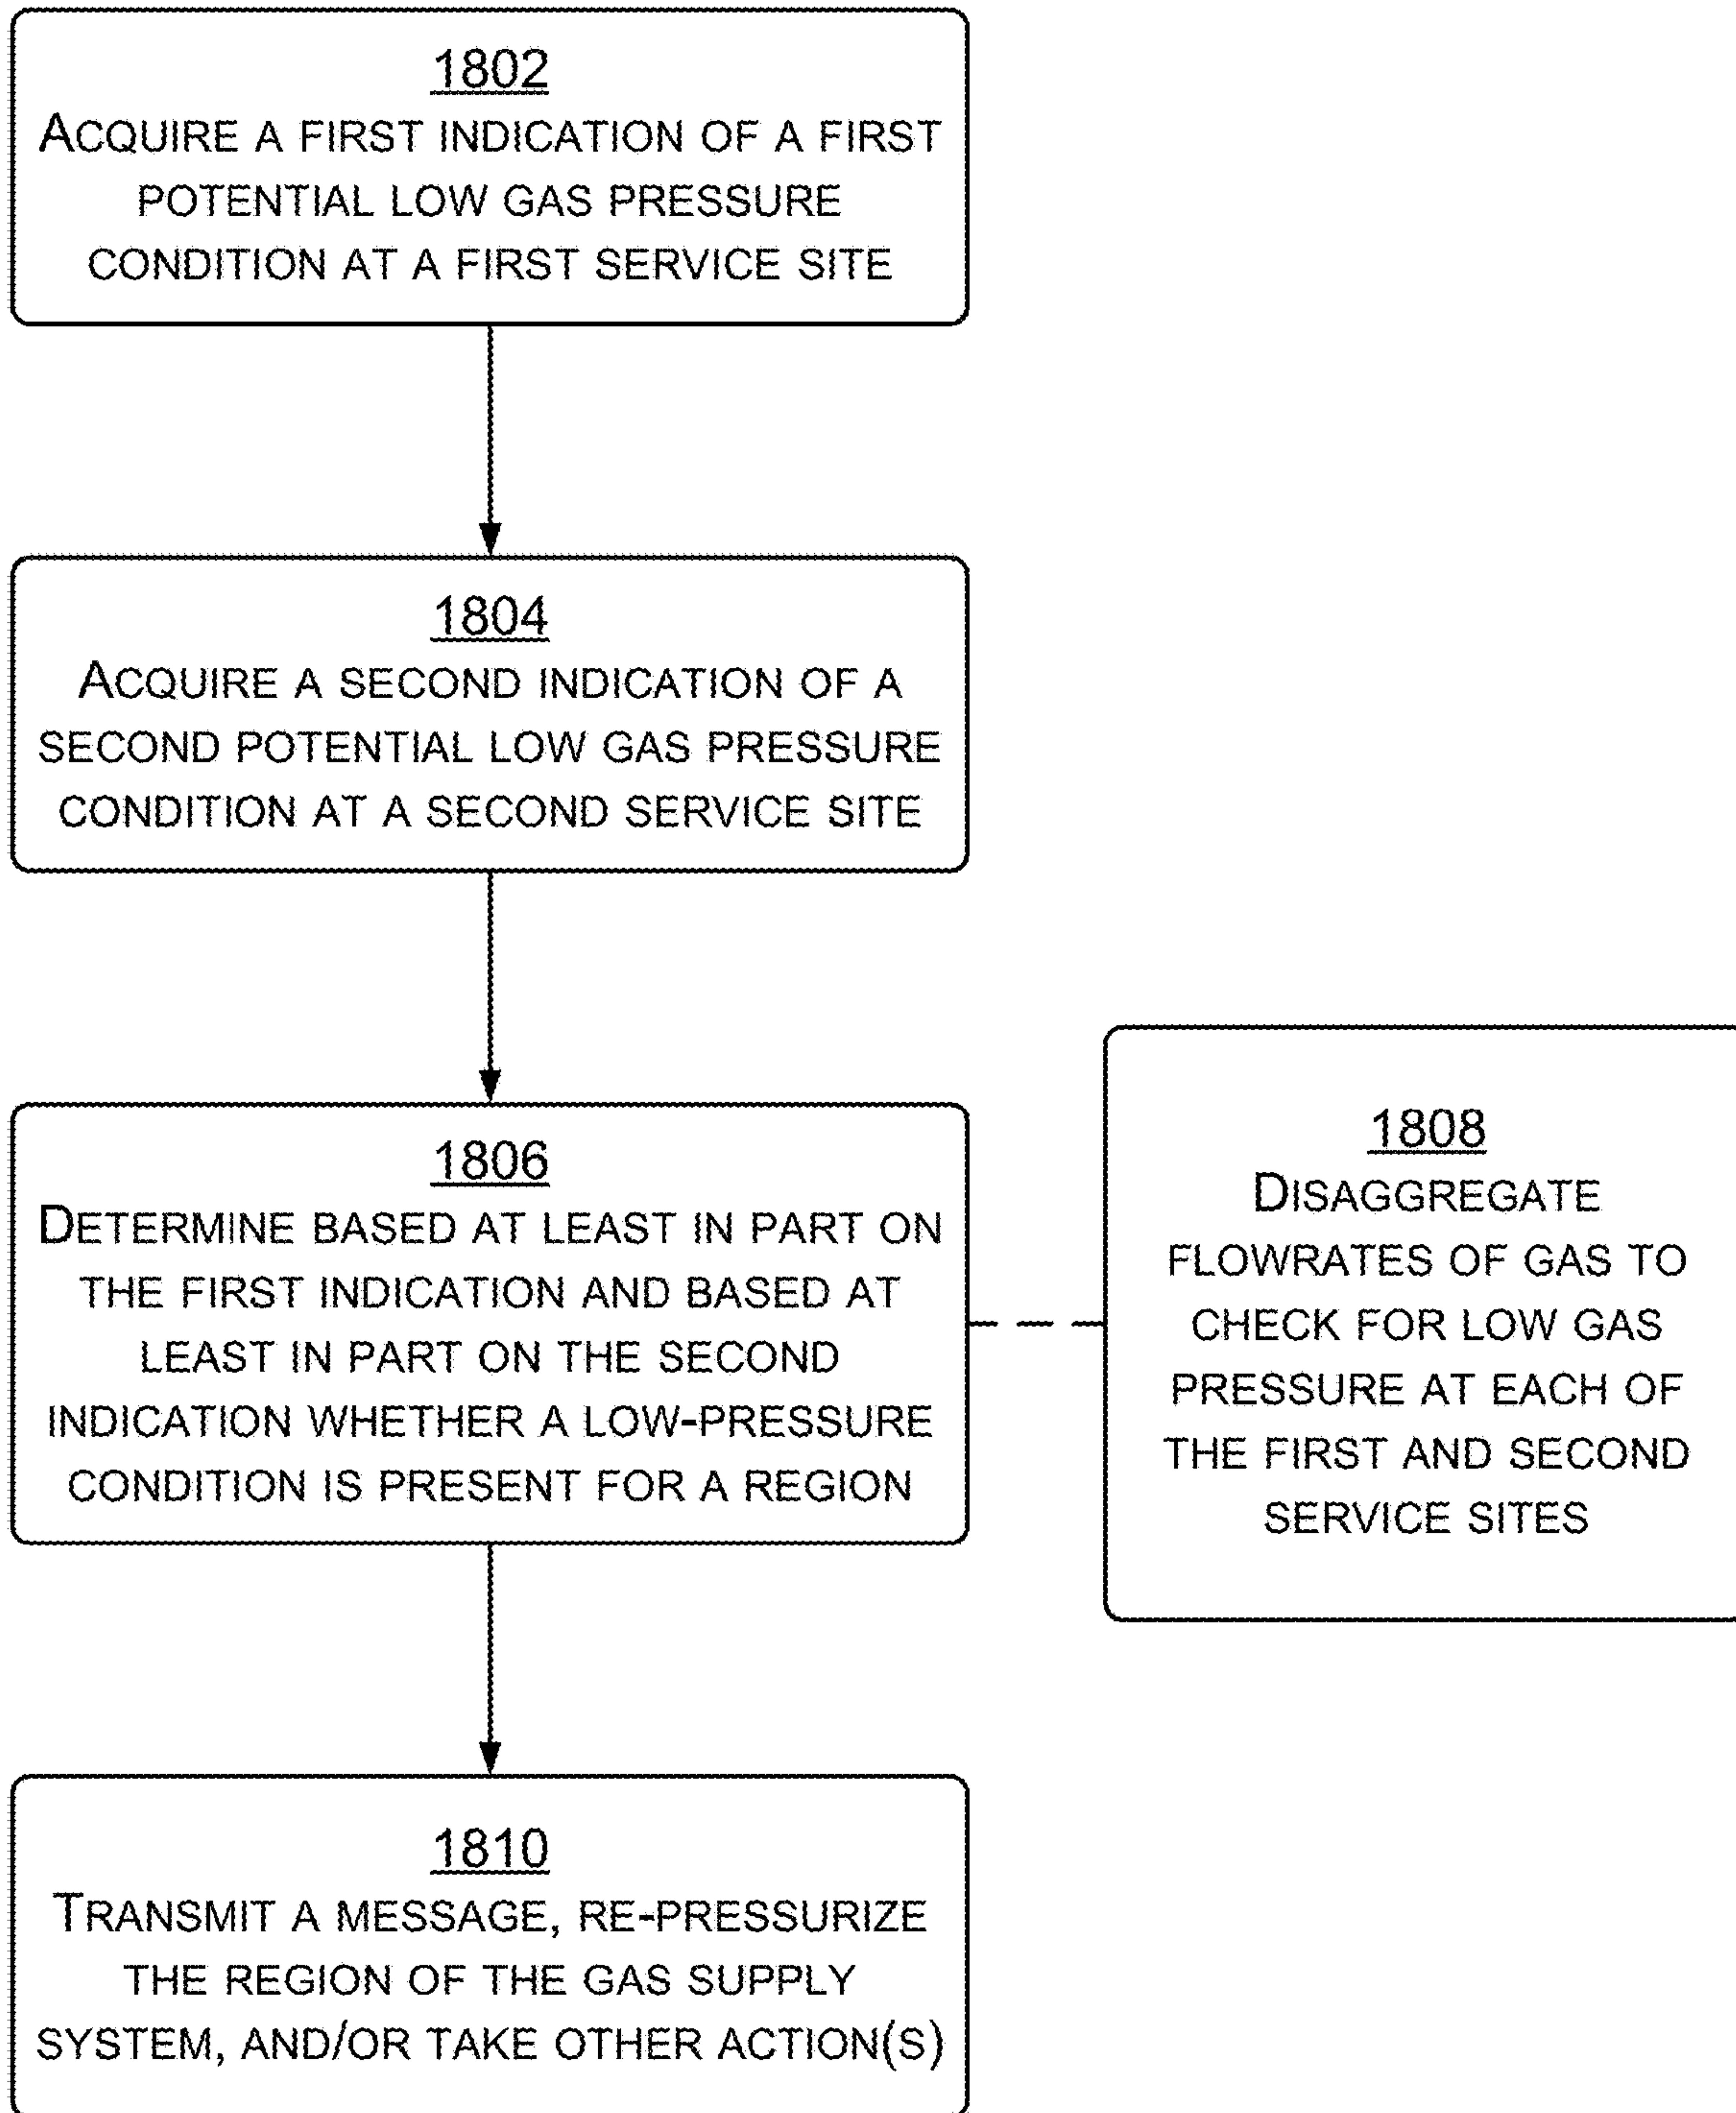 1802
ACQUIRE A FIRST INDICATION OF A FIRST
POTENTIAL LOW GAS PRESSURE
CONDITION AT A FIRST SERVICE SITE
1804
ACQUIRE A SECOND INDICATION OF A
SECOND POTENTIAL LOW GAS PRESSURE
CONDITION AT A SECOND SERVICE SITE
1806
DETERMINE BASED AT LEAST IN PART ON
THE FIRST INDICATION AND BASED AT
LEAST IN PART ON THE SECOND
INDICATION WHETHER A LOW-PRESSURE
CONDITION IS PRESENT FOR A REGION
1808
DISAGGREGATE
FLOWRATES OF GAS TO
CHECK FOR LOW GAS
PRESSURE AT EACH OF
THE FIRST AND SECOND
SERVICE SITES
1810
TRANSMIT A MESSAGE, RE-PRESSURIZE
THE REGION OF THE GAS SUPPLY
SYSTEM, AND/OR TAKE OTHER ACTION(S)